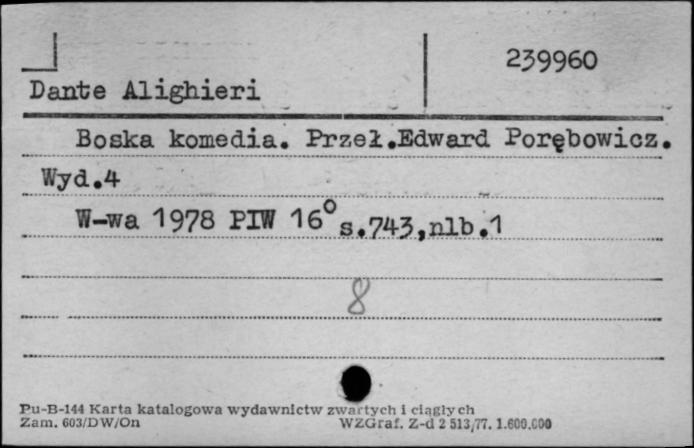 239960
Dante Alighieri
Boska komedia. Przeł.Edward Porębowicz.
Wyd.4
W-wa 1978 PIW 16° s.743,nlb.1
8
Pu-B-144 Karta katalogowa wydawnictw zwartych i ciągłych
Zam. 603/DW/On WZGraf. Z-d 2 513/77. 1.600.000